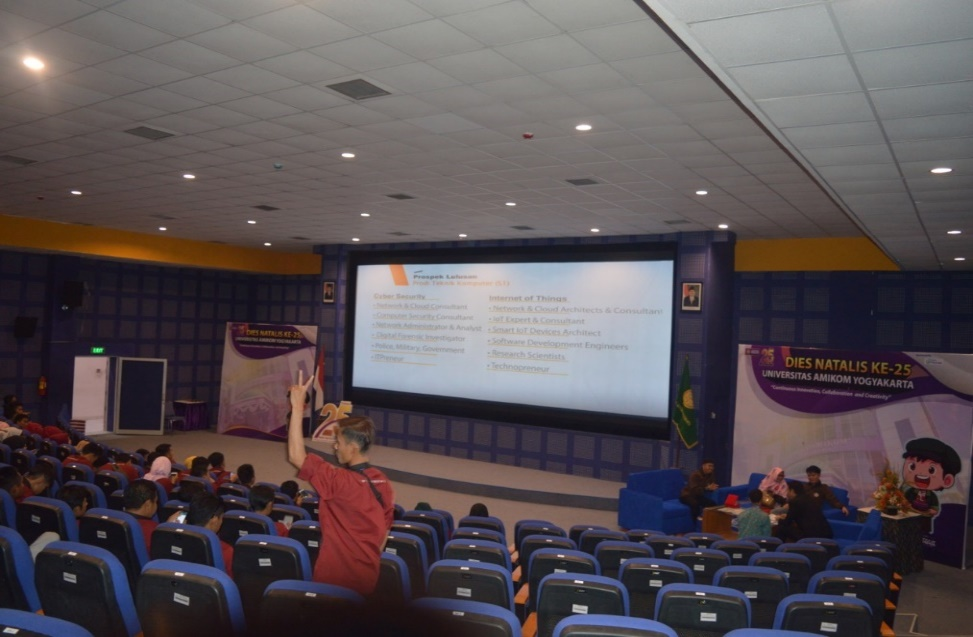 Prospek Lulusan
Prodi Teknik Komputer (S1)
Cyber Security
Network & Cloud Consultant
Computer Security Consultant
Network Administrator & Analyst
Digital Forensic Investigator
Police, Military, Government
Internet of Things
Network & Cloud Architects & Consultant
IoT Expert & Consultant
Smart IoT Devices Architect
Software Development Engineers
Research Scientists
Technopreneur
EXIT
DIES NATALIS KE-25
UNIVERSITAS AMIKOM YOGYAKARTA
25
25
DIES NATALIS KE-25
UNIVERSITAS AMIKOM YOGYAKARTA
"Continuous Innovation, Collaboration and Creativity"